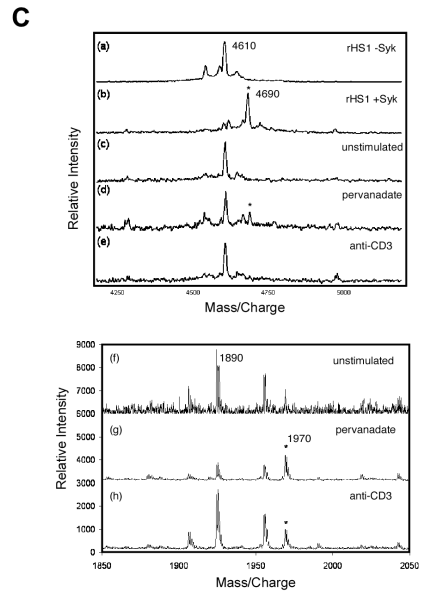 C
(a) 4610 rHS1 -Syk
(b) * 4690 rHS1 +Syk
(c) unstimulated
(d) * pervanadate
(e) anti-CD3
Relative Intensity
4250 4500 4750 5000
Mass/Charge
9000
8000
7000
6000
5000
4000
3000
2000
1000
0
(f) 1890 unstimulated
(g) * 1970 pervanadate
(h) * anti-CD3
Relative Intensity
1850 1900 1950 2000 2050
Mass/Charge